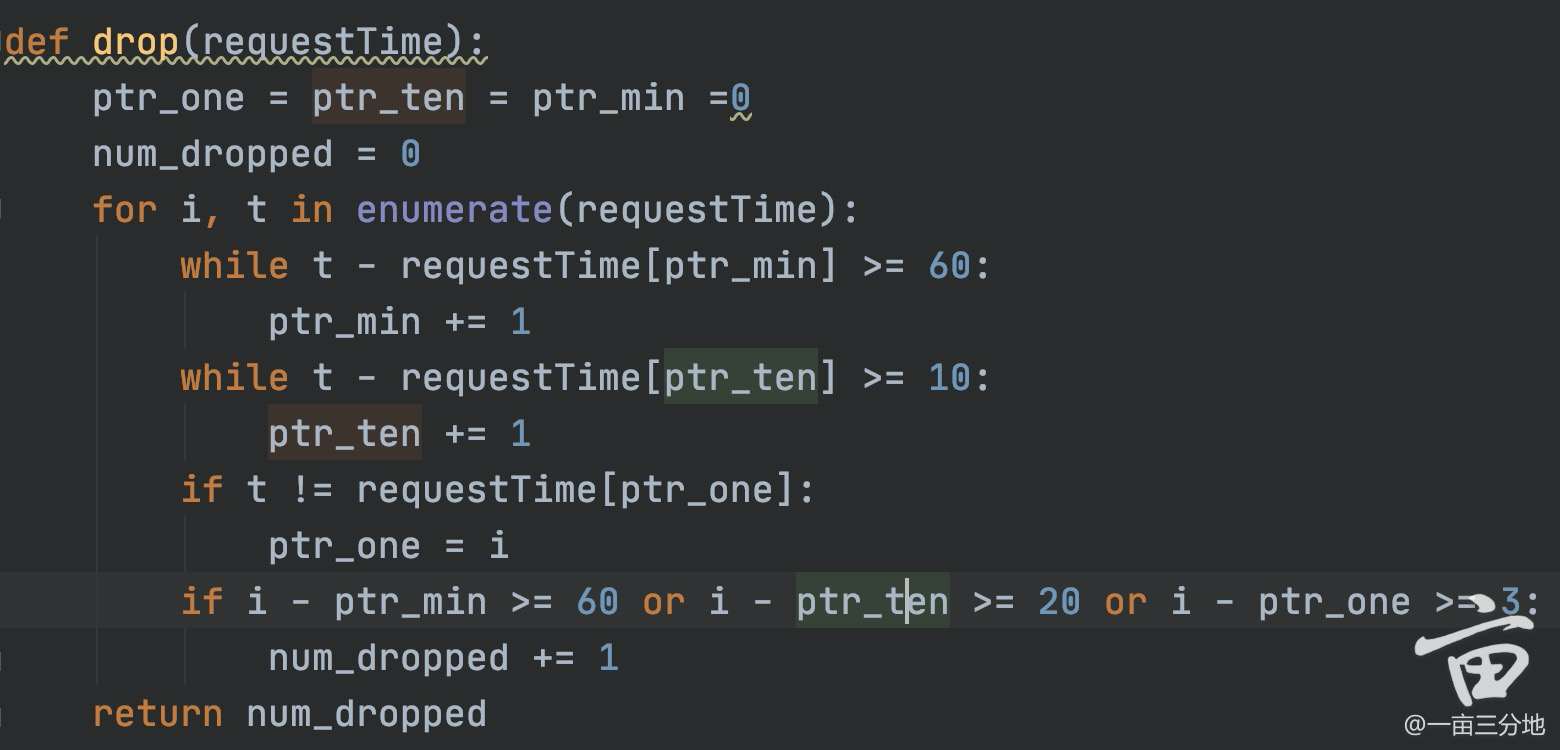 def drop(requestTime):
    ptr_one = ptr_ten = ptr_min =0
    num_dropped = 0
    for i, t in enumerate(requestTime):
        while t - requestTime[ptr_min] >= 60:
            ptr_min += 1
        while t - requestTime[ptr_ten] >= 10:
            ptr_ten += 1
        if t != requestTime[ptr_one]:
            ptr_one = i
        if i - ptr_min >= 60 or i - ptr_ten >= 20 or i - ptr_one >= 3:
            num_dropped += 1
    return num_dropped
亩
@一亩三分地